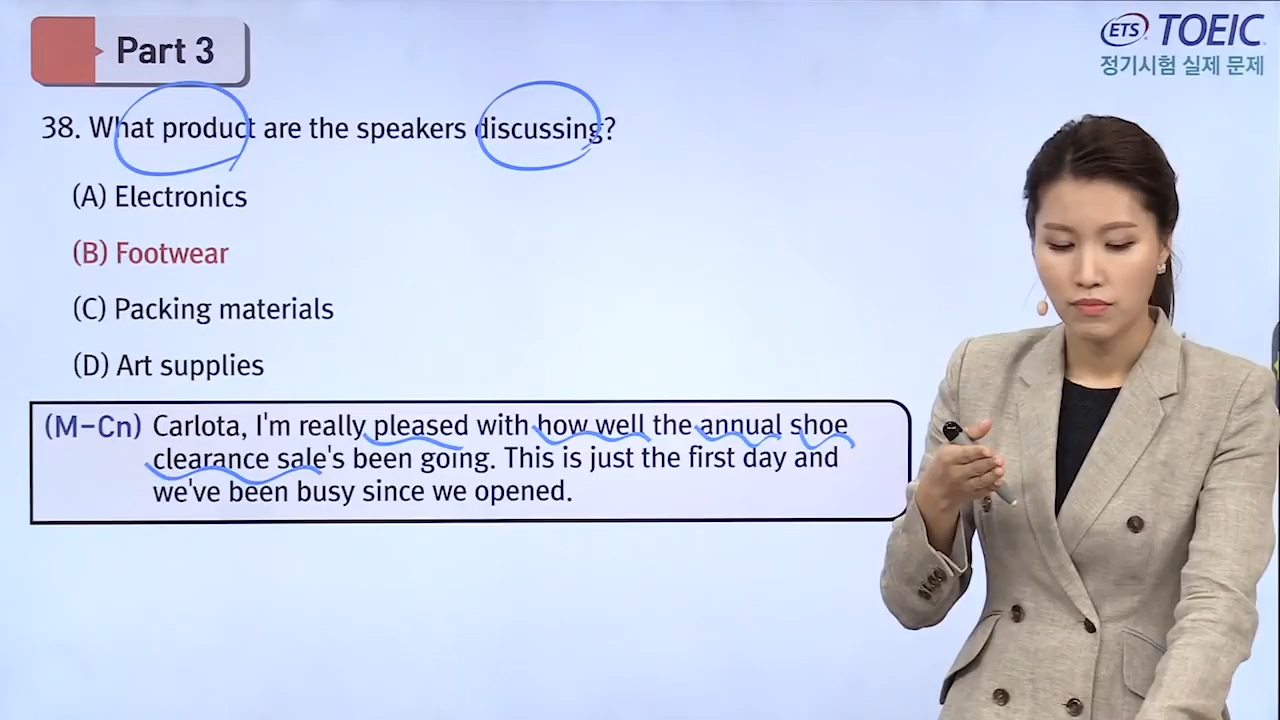 Part 3
ETS TOEIC
정기시험 실제 문제
38. What product are the speakers discussing?
(A) Electronics
(B) Footwear
(C) Packing materials
(D) Art supplies
(M-Cn) Carlota, I'm really pleased with how well the annual shoe
clearance sale's been going. This is just the first day and
we've been busy since we opened.